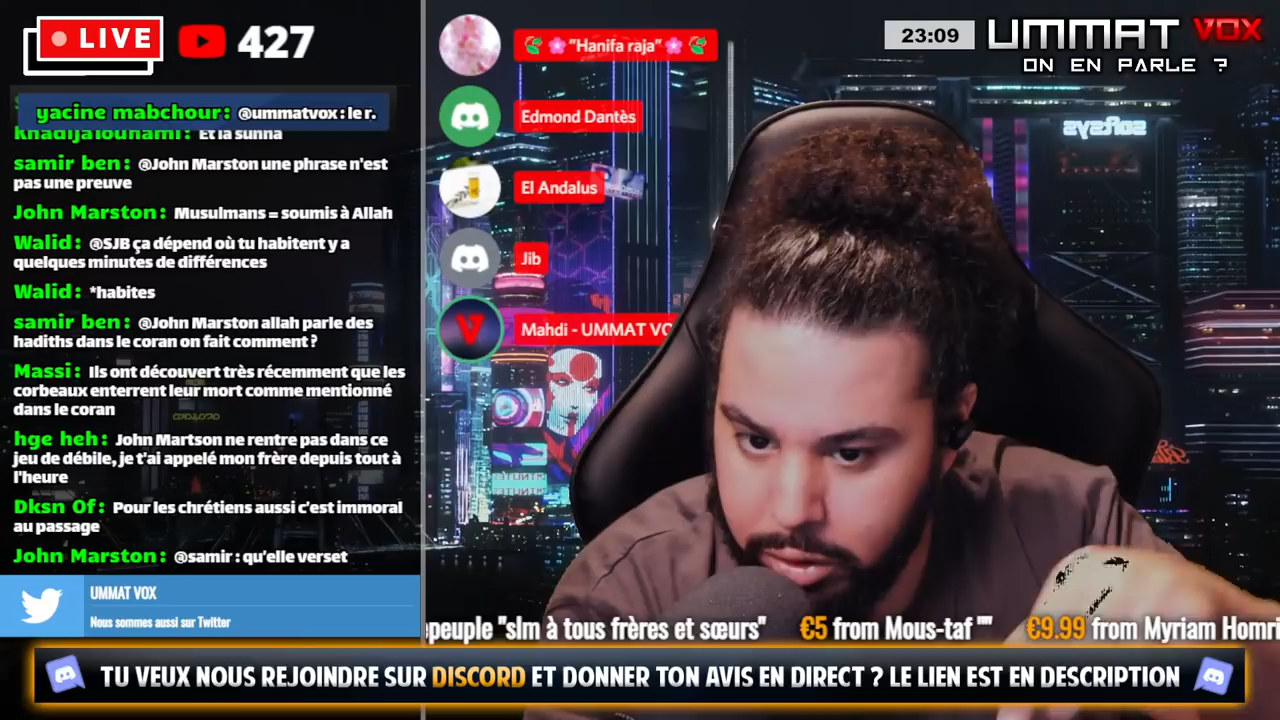 LIVE
427
yacine mabchour: @ummatvox : le r.
khadijatounami: Et la sunna
samir ben: @John Marston une phrase n'est
pas une preuve
John Marston: Musulmans = soumis à Allah
Walid: @SJB ça dépend où tu habitent y a
quelques minutes de différences
Walid: *habites
samir ben: @John Marston allah parle des
hadiths dans le coran on fait comment ?
Massi: Ils ont découvert très récemment que les
corbeaux enterrent leur mort comme mentionné
dans le coran
hge heh: John Martson ne rentre pas dans ce
jeu de débile, je t'ai appelé mon frère depuis tout à
l'heure
Dksn Of: Pour les chrétiens aussi c'est immoral
au passage
John Marston: @samir : qu'elle verset
UMMAT VOX
Nous sommes aussi sur Twitter
"Hanifa raja"
Edmond Dantès
El Andalus
Jib
Mahdi - UMMAT VO
23:09
UMMAT VOX
ON EN PARLE ?
epeuple "slm à tous frères et sœurs" €5 from Mous-taf "" €9.99 from Myriam Homri
TU VEUX NOUS REJOINDRE SUR DISCORD ET DONNER TON AVIS EN DIRECT ? LE LIEN EST EN DESCRIPTION